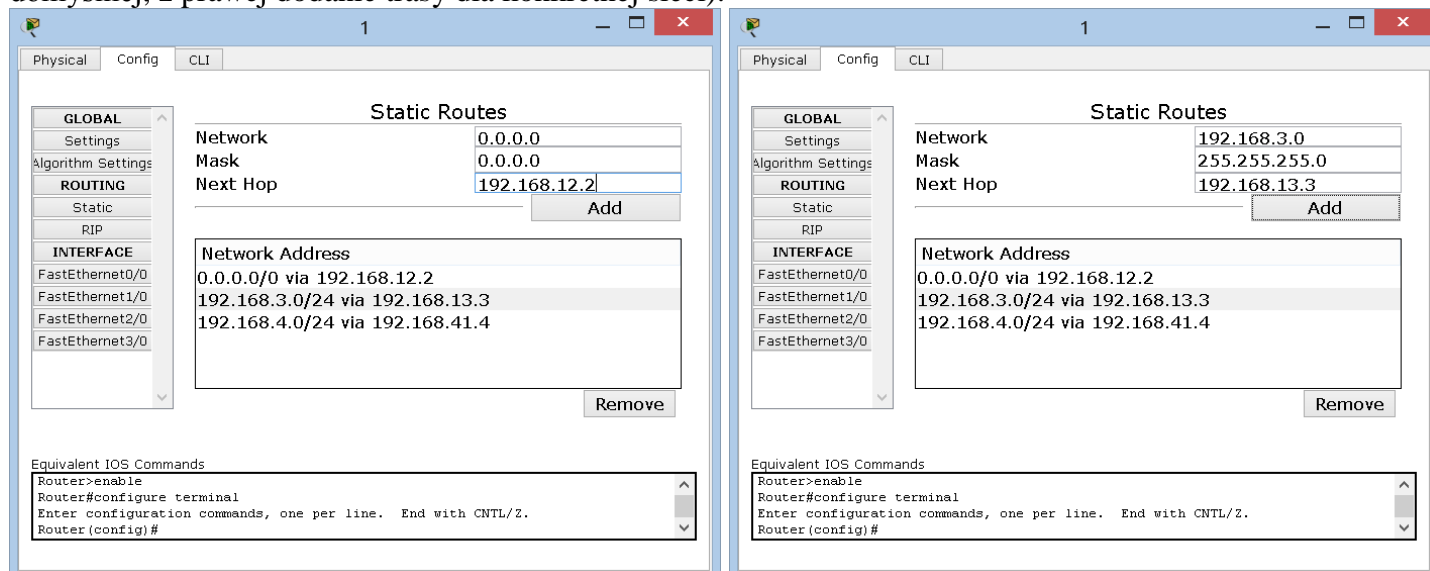 domyślnej, z prawej dodanie trasy dla konkretnej sieci).
1
Physical Config CLI
GLOBAL
Settings
Algorithm Settings
ROUTING
Static
RIP
INTERFACE
FastEthernet0/0
FastEthernet1/0
FastEthernet2/0
FastEthernet3/0
Static Routes
Network 0.0.0.0
Mask 0.0.0.0
Next Hop 192.168.12.2
Add
Network Address
0.0.0.0/0 via 192.168.12.2
192.168.3.0/24 via 192.168.13.3
192.168.4.0/24 via 192.168.41.4
Remove
Equivalent IOS Commands
Router>enable
Router#configure terminal
Enter configuration commands, one per line. End with CNTL/Z.
Router(config)#
1
Physical Config CLI
GLOBAL
Settings
Algorithm Settings
ROUTING
Static
RIP
INTERFACE
FastEthernet0/0
FastEthernet1/0
FastEthernet2/0
FastEthernet3/0
Static Routes
Network 192.168.3.0
Mask 255.255.255.0
Next Hop 192.168.13.3
Add
Network Address
0.0.0.0/0 via 192.168.12.2
192.168.3.0/24 via 192.168.13.3
192.168.4.0/24 via 192.168.41.4
Remove
Equivalent IOS Commands
Router>enable
Router#configure terminal
Enter configuration commands, one per line. End with CNTL/Z.
Router(config)#